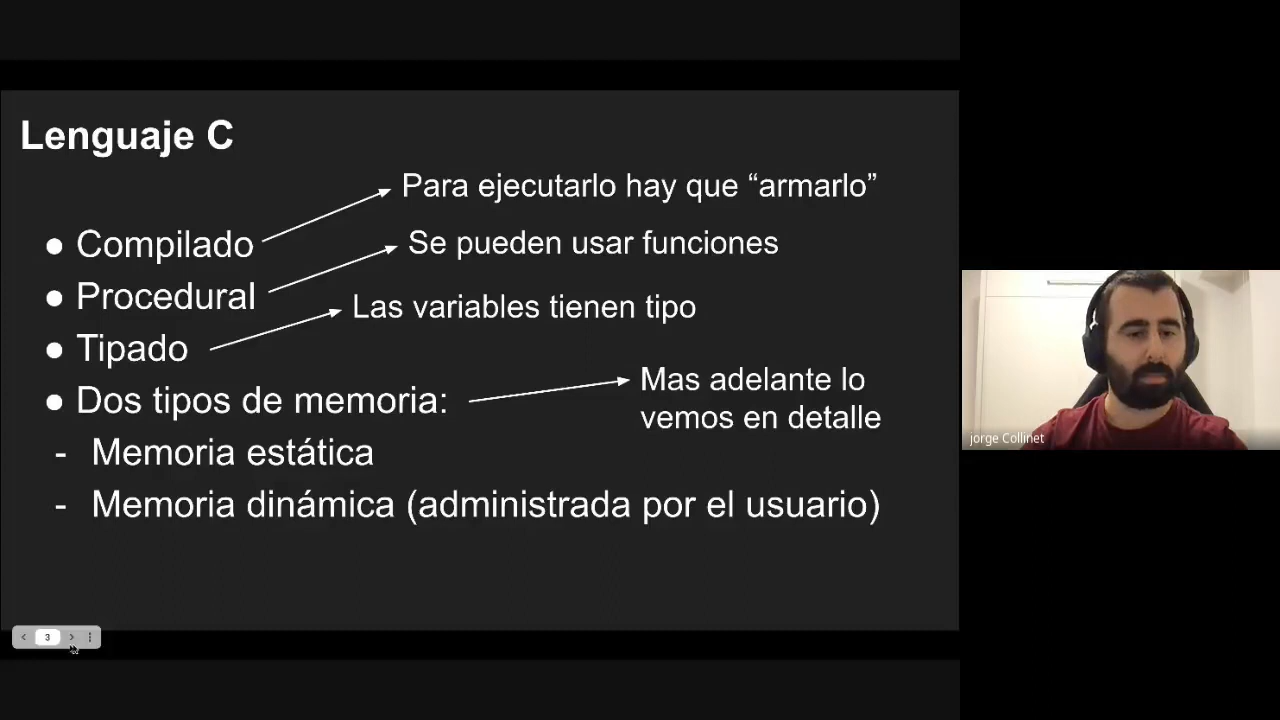 Lenguaje C
Para ejecutarlo hay que “armarlo”
● Compilado
Se pueden usar funciones
● Procedural
Las variables tienen tipo
● Tipado
Mas adelante lo
vemos en detalle
● Dos tipos de memoria:
- Memoria estática
- Memoria dinámica (administrada por el usuario)
jorge Collinet
3